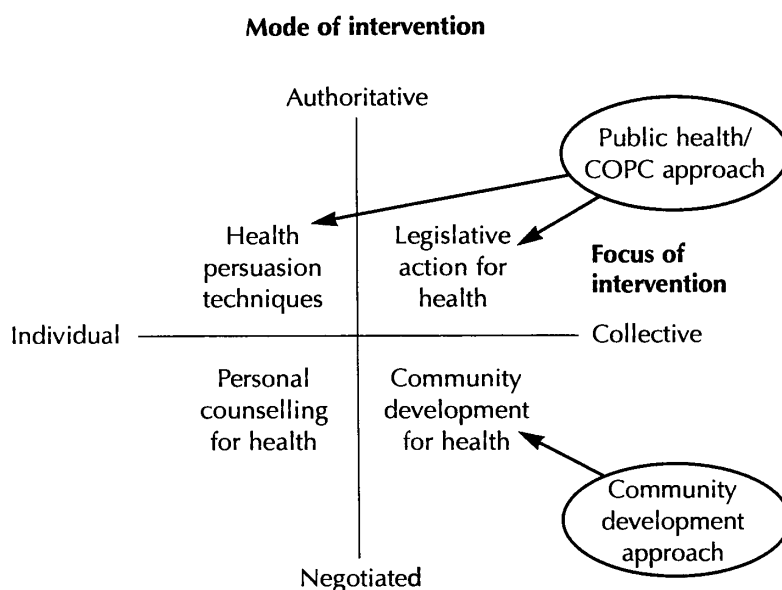 Mode of intervention
Authoritative
Public health/
COPC approach
Health
persuasion
techniques
Legislative
action for
health
Focus of
intervention
Individual
Collective
Personal
counselling
for health
Community
development
for health
Community
development
approach
Negotiated